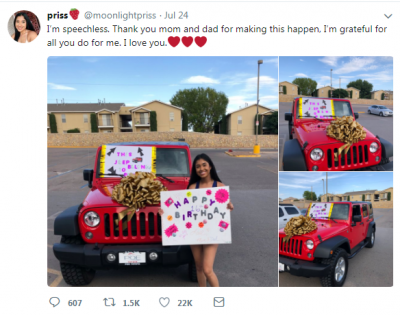 priss🌹 @moonlightpriss · Jul 24
I'm speechless. Thank you mom and dad for making this happen, I'm grateful for
all you do for me. I love you.❤❤❤
HAPPY
BIRTHDAY
607 1.5K 22K